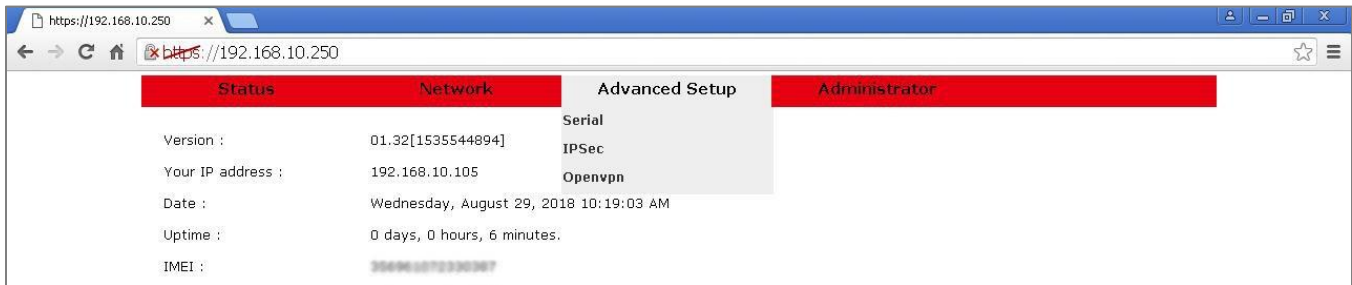 https://192.168.10.250
https://192.168.10.250
Status Network Advanced Setup Administrator
Serial
IPSec
Openvpn
Version : 01.32[1535544894]
Your IP address : 192.168.10.105
Date : Wednesday, August 29, 2018 10:19:03 AM
Uptime : 0 days, 0 hours, 6 minutes.
IMEI :